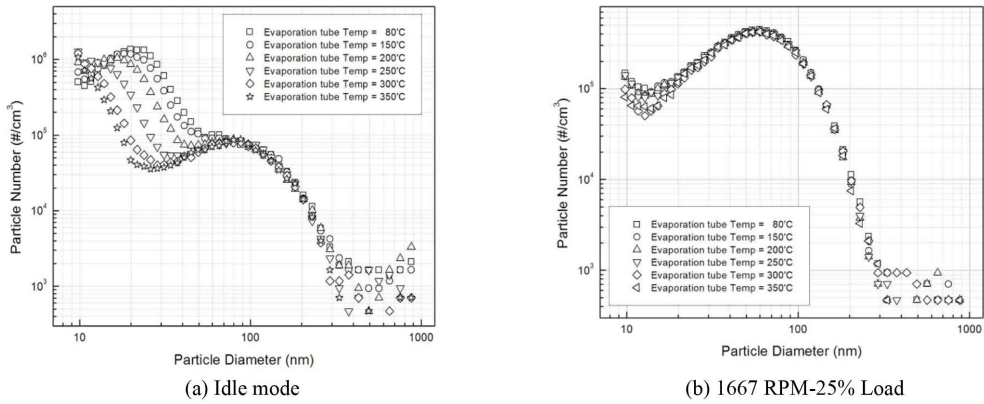 Evaporation tube Temp = 80℃
Evaporation tube Temp = 150℃
Evaporation tube Temp = 200℃
Evaporation tube Temp = 250℃
Evaporation tube Temp = 300℃
Evaporation tube Temp = 350℃
Particle Number (#/cm³)
10⁶
10⁵
10⁴
10³
10
100
1000
Particle Diameter (nm)
(a) Idle mode
Particle Number (#/cm³)
10⁵
10⁴
10³
Evaporation tube Temp = 80'C
Evaporation tube Temp = 150'C
Evaporation tube Temp = 200'C
Evaporation tube Temp = 250'C
Evaporation tube Temp = 300'C
Evaporation tube Temp = 350'C
10
100
1000
Particle Diameter (nm)
(b) 1667 RPM-25% Load